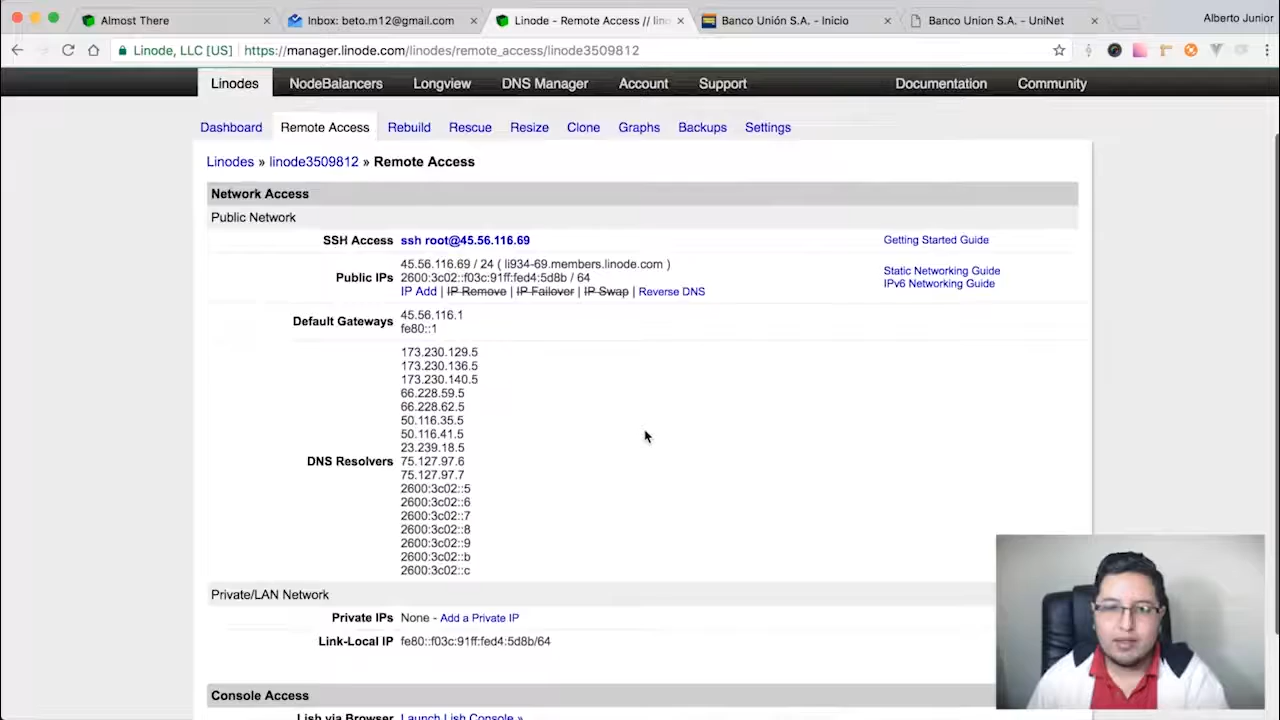 Almost There
Inbox: beto.m12@gmail.com
Linode - Remote Access // lino
Banco Unión S.A. - Inicio
Banco Union S.A. - UniNet
Alberto Junior
Linode, LLC [US]
https://manager.linode.com/linodes/remote_access/linode3509812
Linodes NodeBalancers Longview DNS Manager Account Support Documentation Community
Dashboard Remote Access Rebuild Rescue Resize Clone Graphs Backups Settings
Linodes » linode3509812 » Remote Access
Network Access
Public Network
SSH Access ssh root@45.56.116.69 Getting Started Guide
Public IPs 45.56.116.69 / 24 ( li934-69.members.linode.com )
2600:3c02::f03c:91ff:fed4:5d8b / 64
IP Add | IP Remove | IP Failover | IP Swap | Reverse DNS
Static Networking Guide
IPv6 Networking Guide
Default Gateways 45.56.116.1
fe80::1
DNS Resolvers
173.230.129.5
173.230.136.5
173.230.140.5
66.228.59.5
66.228.62.5
50.116.35.5
50.116.41.5
23.239.18.5
75.127.97.6
75.127.97.7
2600:3c02::5
2600:3c02::6
2600:3c02::7
2600:3c02::8
2600:3c02::9
2600:3c02::b
2600:3c02::c
Private/LAN Network
Private IPs None - Add a Private IP
Link-Local IP fe80::f03c:91ff:fed4:5d8b/64
Console Access
Lish via Browser Launch Lish Console »